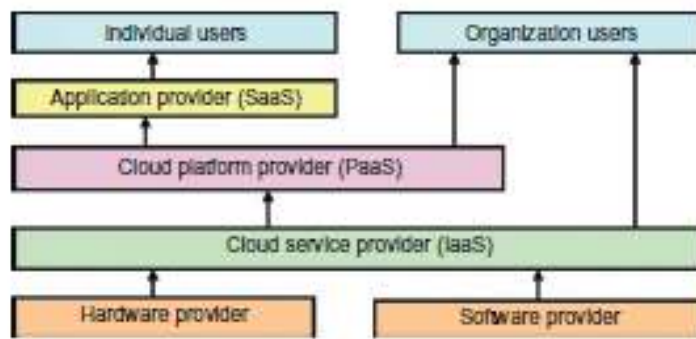 Individual users
Organization users
Application provider (SaaS)
Cloud platform provider (PaaS)
Cloud service provider (IaaS)
Hardware provider
Software provider